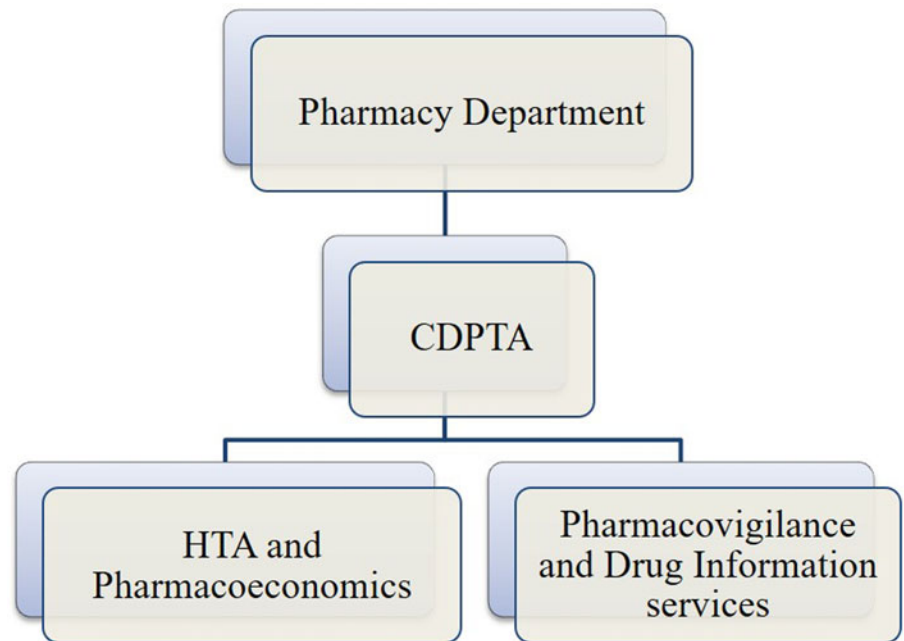 Pharmacy Department
CDPTA
HTA and
Pharmacoeconomics
Pharmacovigilance
and Drug Information
services